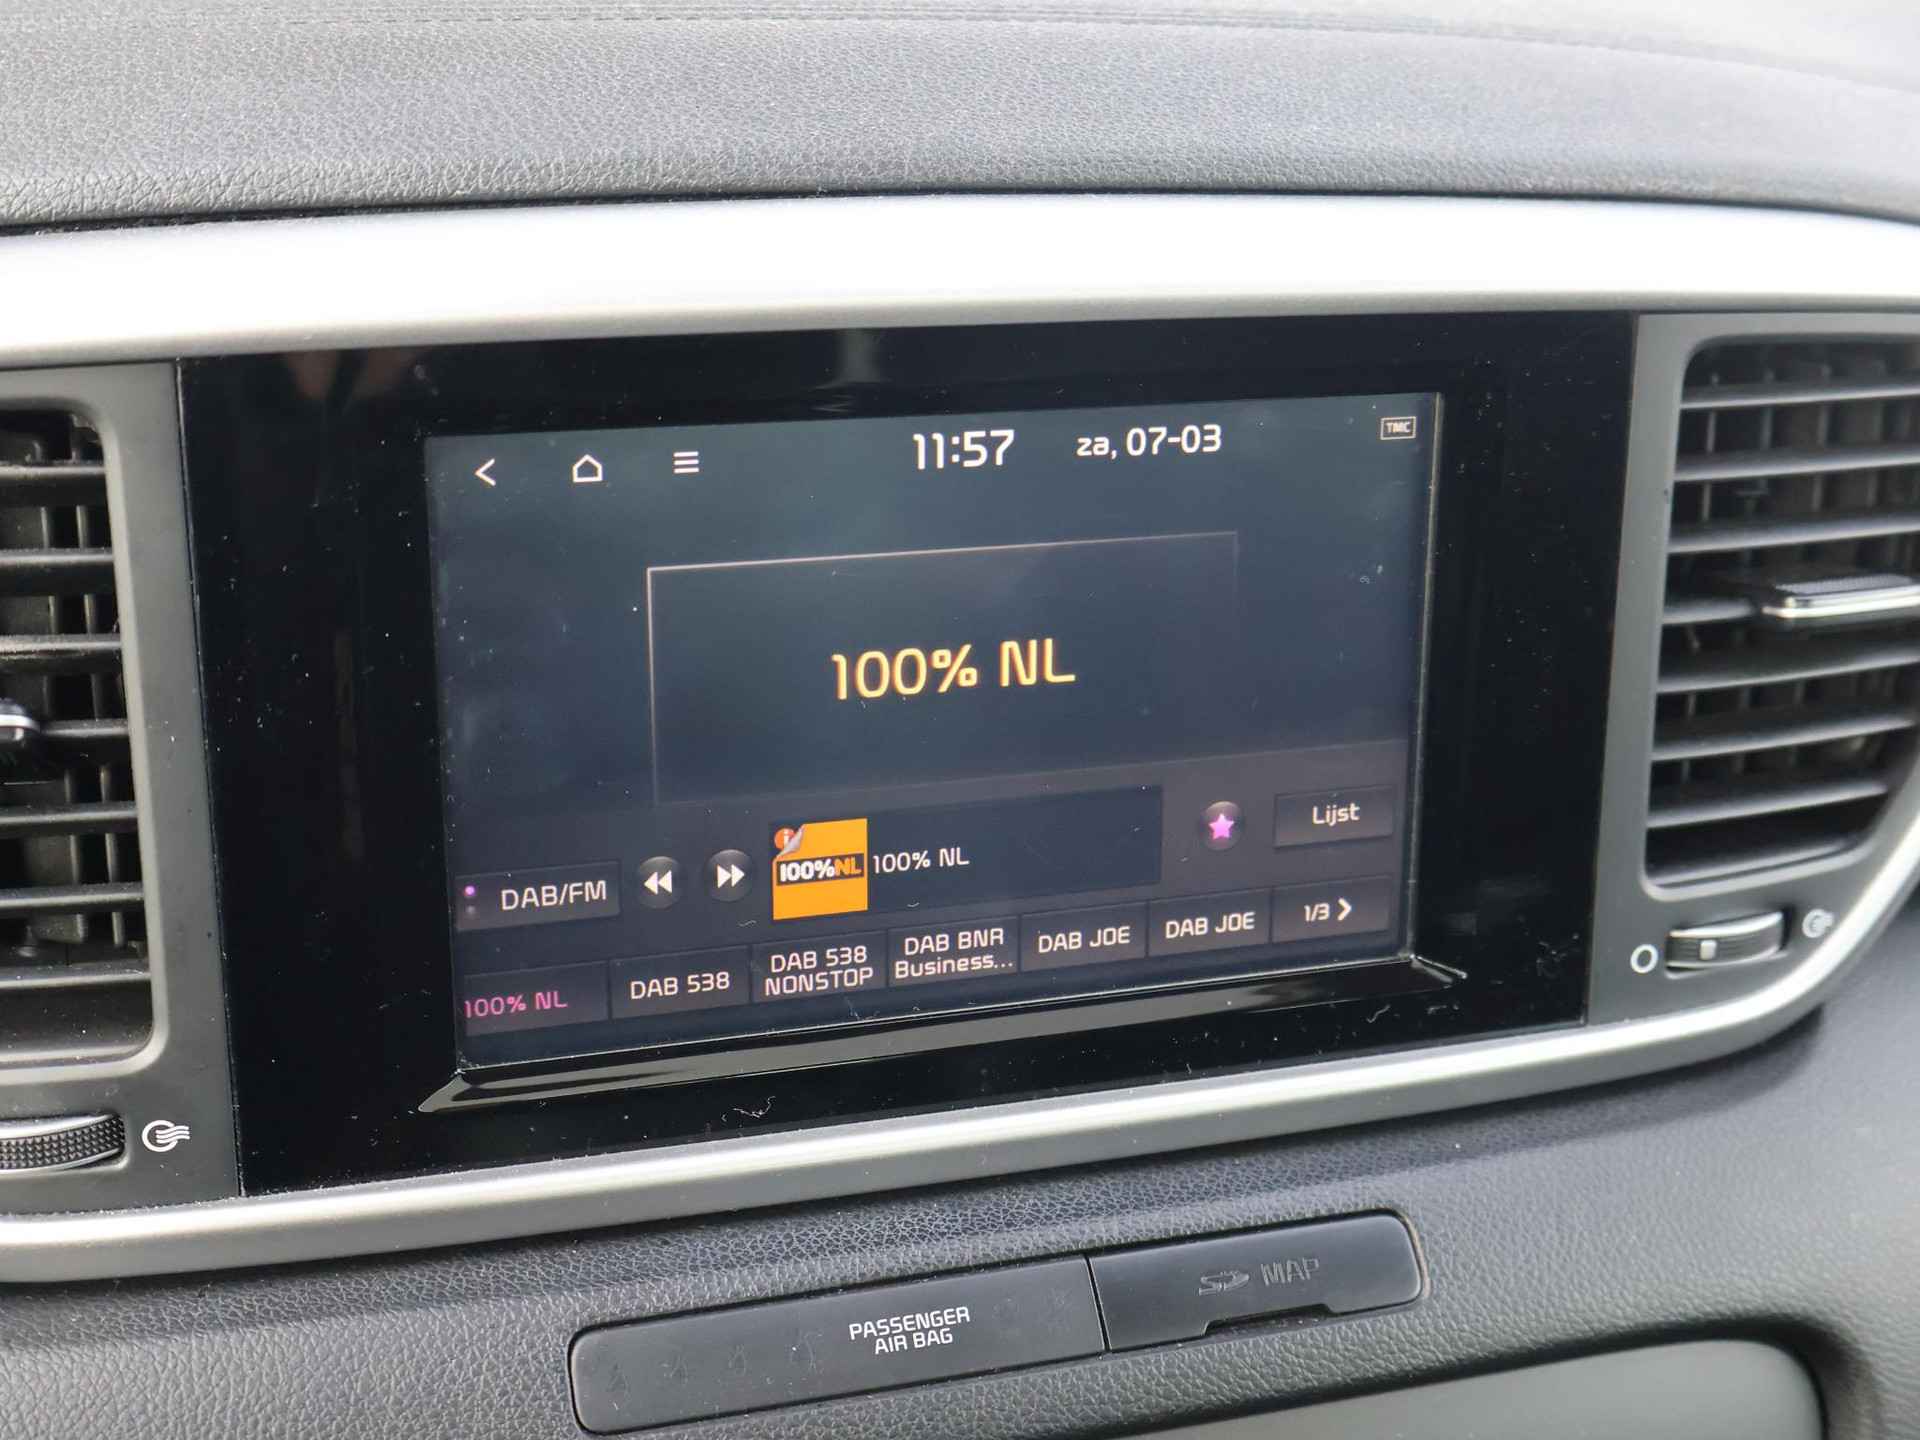 11:57 za, 07-03 TMC
100% NL
100%NL 100% NL
Lijst
DAB/FM
100% NL
DAB 538
DAB 538
NONSTOP
DAB BNR
Business...
DAB JOE
DAB JOE
1/3
PASSENGER
AIR BAG
SD MAP